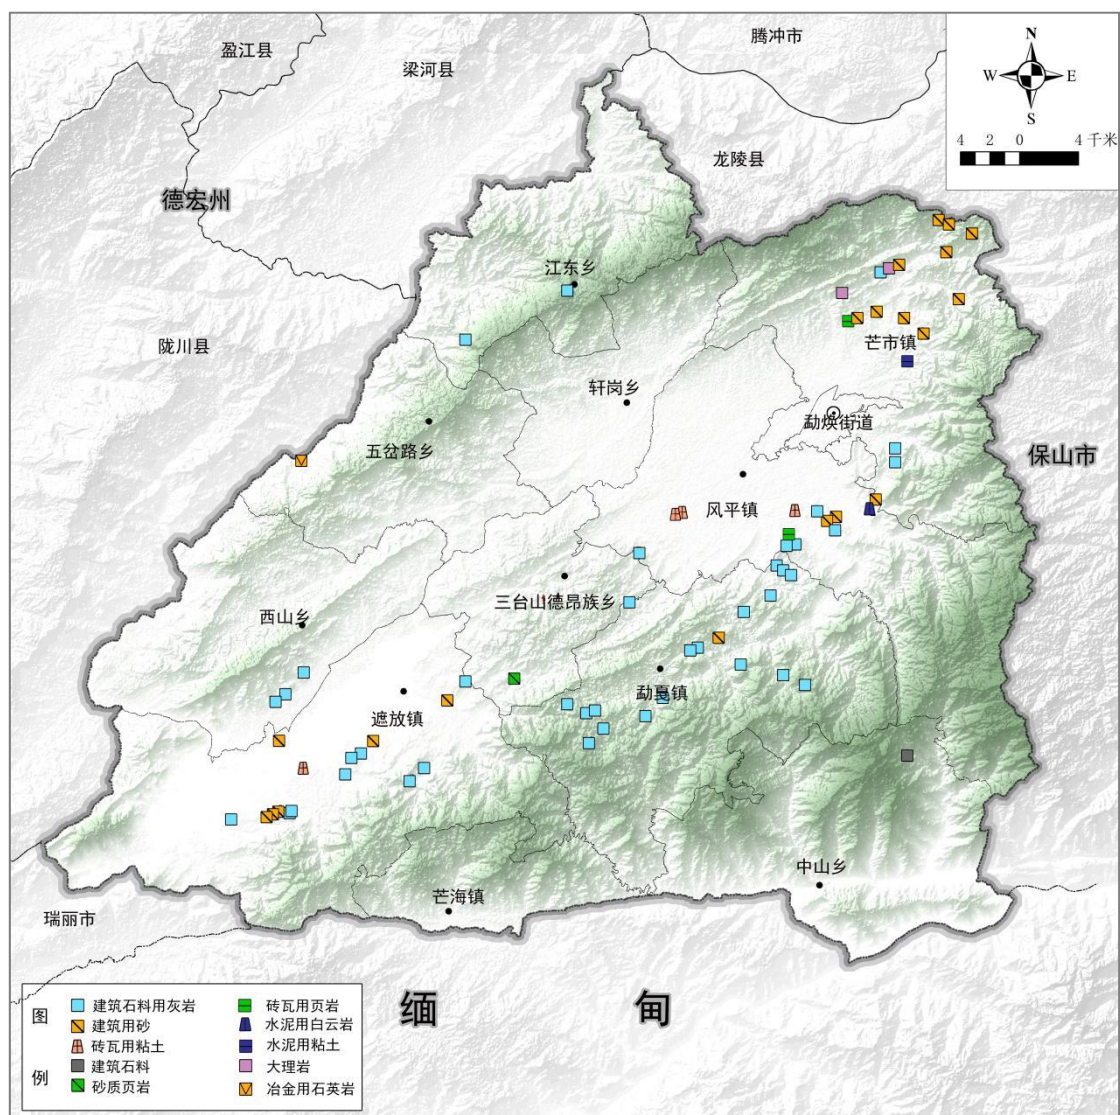 盈江县
腾冲市
梁河县
N
W E
S
4 2 0 4 千米
龙陵县
德宏州
江东乡
陇川县
芒市镇
轩岗乡
勐焕街道
五岔路乡
保山市
风平镇
三台山德昂族乡
西山乡
勐戛镇
遮放镇
中山乡
芒海镇
瑞丽市
缅 甸
图 例
建筑石料用灰岩
建筑用砂
砖瓦用粘土
建筑石料
砂质页岩
砖瓦用页岩
水泥用白云岩
水泥用粘土
大理岩
冶金用石英岩